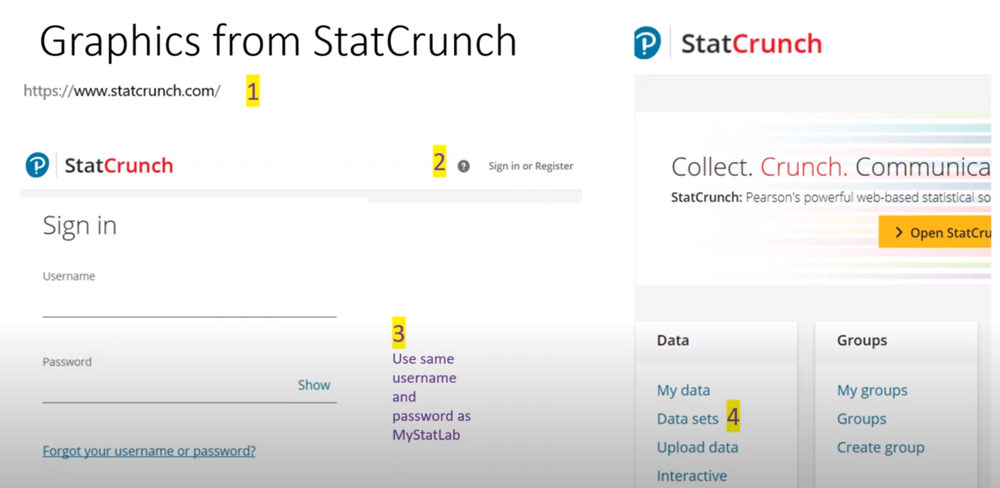 Graphics from StatCrunch
https://www.statcrunch.com/ 1
StatCrunch
2 ? Sign in or Register
Sign in
Username
Password
Show
Forgot your username or password?
3
Use same
username
and
password as
MyStatLab
StatCrunch
Collect. Crunch. Communica
StatCrunch: Pearson's powerful web-based statistical so
> Open StatCru
Data
My data
Data sets 4
Upload data
Interactive
Groups
My groups
Groups
Create group